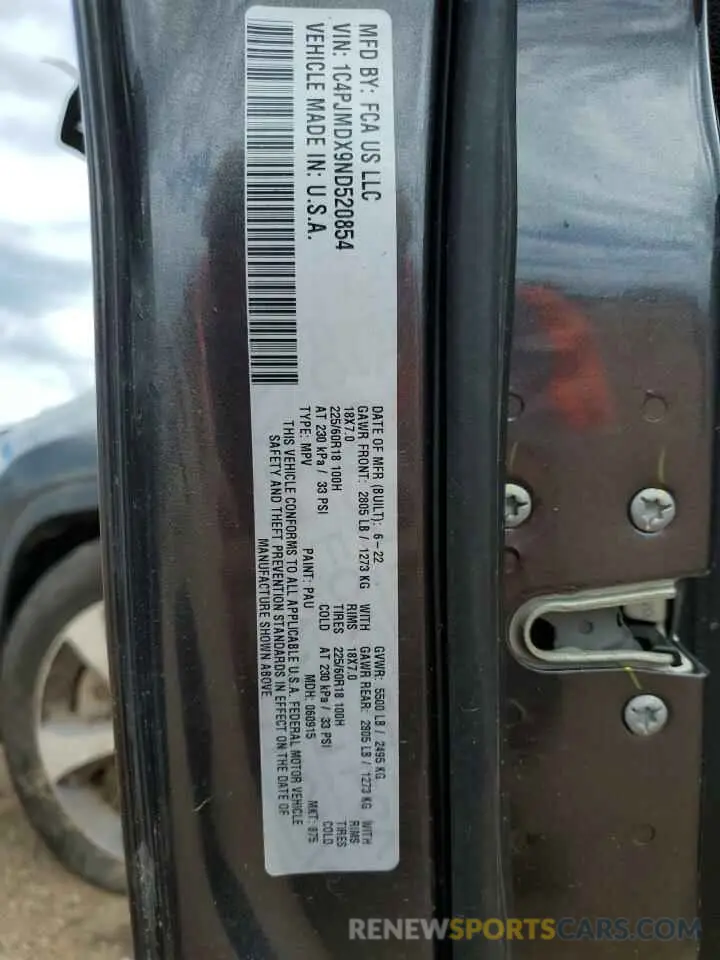 MFD BY: FCA US LLC
VIN: 1C4PJMDX9ND520854
VEHICLE MADE IN: U.S.A.
DATE OF MFR (BUILT): 6-22 GVWR: 5500 LB / 2495 KG
GAWR FRONT: 2805 LB / 1273 KG WITH GAWR REAR: 2805 LB / 1273 KG WITH
18X7.0 RIMS 18X7.0 RIMS
225/60R18 100H TIRES 225/60R18 100H TIRES
AT 230 kPa / 33 PSI COLD AT 230 kPa / 33 PSI COLD
TYPE: MPV PAINT: PAU MDH: 060915 MKT: 875
THIS VEHICLE CONFORMS TO ALL APPLICABLE U.S.A. FEDERAL MOTOR VEHICLE
SAFETY AND THEFT PREVENTION STANDARDS IN EFFECT ON THE DATE OF
MANUFACTURE SHOWN ABOVE
RENEWSPORTSCARS.COM